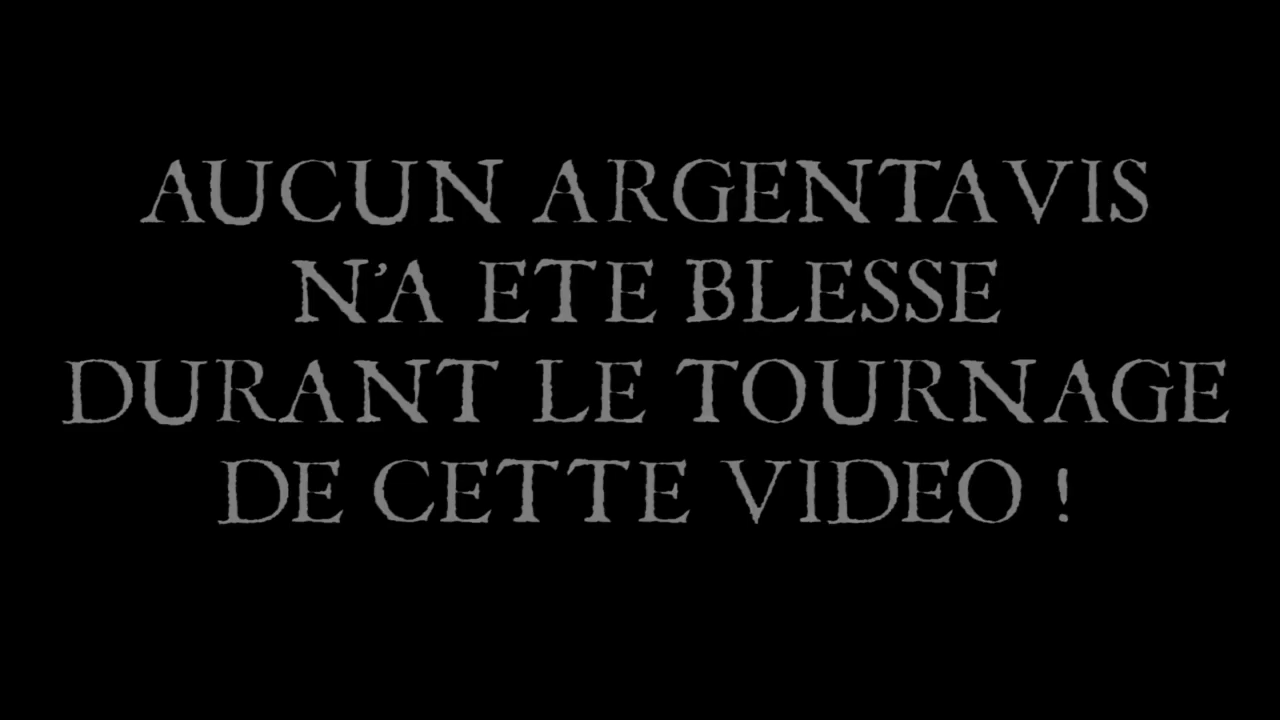 AUCUN ARGENTAVIS
N'A ETE BLESSE
DURANT LE TOURNAGE
DE CETTE VIDEO !